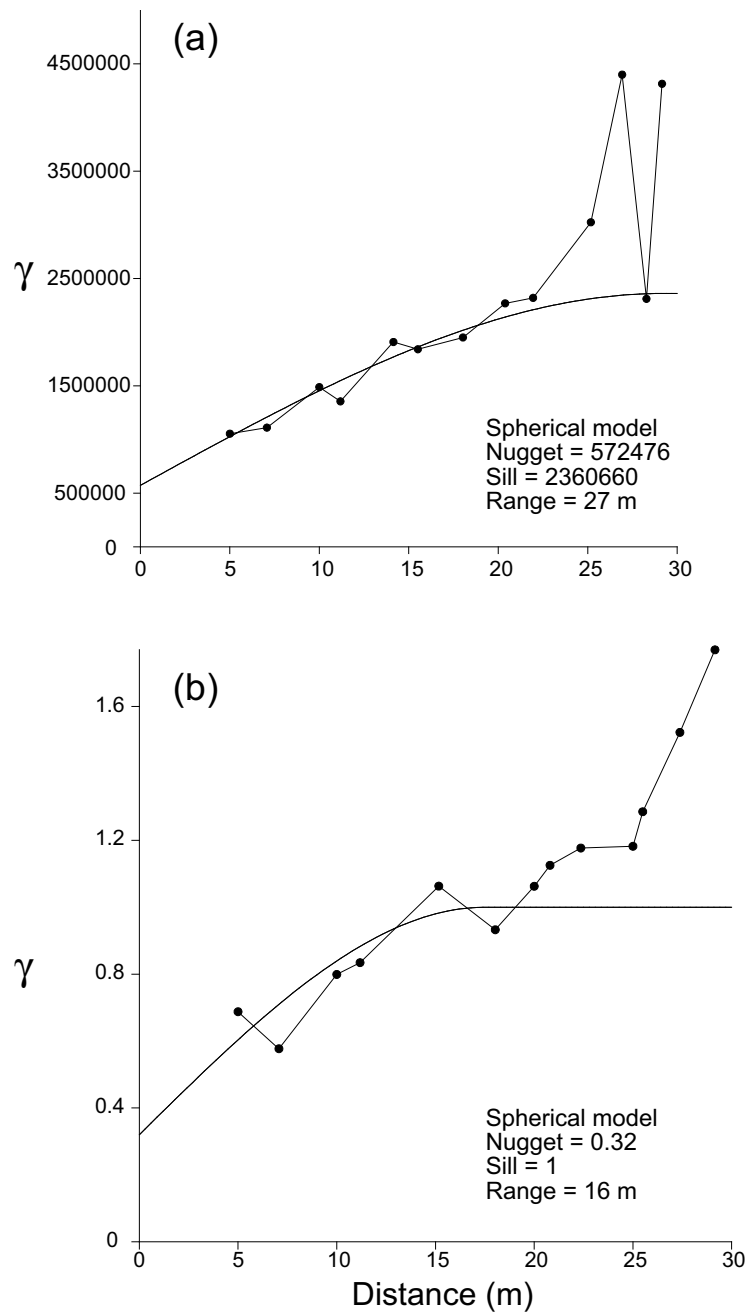 (a)
4500000
3500000
γ
2500000
1500000
Spherical model
Nugget = 572476
Sill = 2360660
Range = 27 m
500000
0
0 5 10 15 20 25 30
(b)
1.6
1.2
γ
0.8
0.4
Spherical model
Nugget = 0.32
Sill = 1
Range = 16 m
0
0 5 10 15 20 25 30
Distance (m)